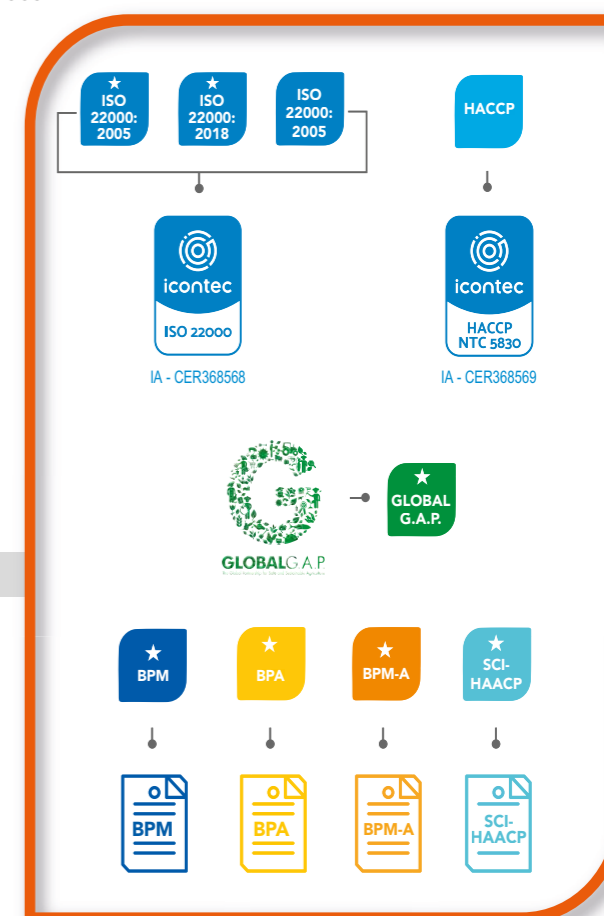 ISO
22000:
2005
ISO
22000:
2018
ISO
22000:
2005
HACCP
icontec
ISO 22000
IA - CER368568
icontec
HACCP
NTC 5830
IA - CER368569
GLOBALG.A.P.
GLOBAL
G.A.P.
BPM
BPA
BPM-A
SCI-
HAACP
BPM
BPA
BPM-A
SCI-
HAACP